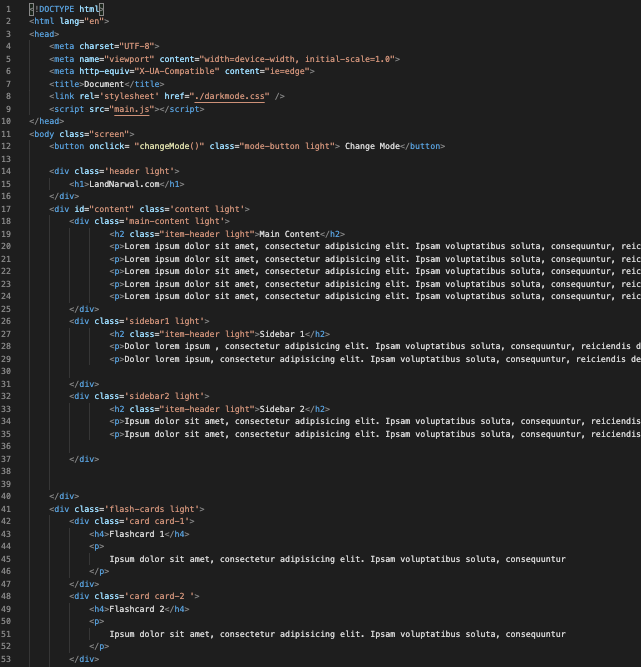 1 <!DOCTYPE html>
2 <html lang="en">
3 <head>
4 <meta charset="UTF-8">
5 <meta name="viewport" content="width=device-width, initial-scale=1.0">
6 <meta http-equiv="X-UA-Compatible" content="ie=edge">
7 <title>Document</title>
8 <link rel='stylesheet' href="./darkmode.css" />
9 <script src="main.js"></script>
10 </head>
11 <body class="screen">
12 <button onclick= "changeMode()" class="mode-button light"> Change Mode</button>
13
14 <div class='header light'>
15 <h1>LandNarwal.com</h1>
16 </div>
17 <div id="content" class='content light'>
18 <div class='main-content light'>
19 <h2 class="item-header light">Main Content</h2>
20 <p>Lorem ipsum dolor sit amet, consectetur adipisicing elit. Ipsam voluptatibus soluta, consequuntur, reic
21 <p>Lorem ipsum dolor sit amet, consectetur adipisicing elit. Ipsam voluptatibus soluta, consequuntur, reic
22 <p>Lorem ipsum dolor sit amet, consectetur adipisicing elit. Ipsam voluptatibus soluta, consequuntur, reic
23 <p>Lorem ipsum dolor sit amet, consectetur adipisicing elit. Ipsam voluptatibus soluta, consequuntur, reic
24 <p>Lorem ipsum dolor sit amet, consectetur adipisicing elit. Ipsam voluptatibus soluta, consequuntur, reic
25 </div>
26 <div class='sidebar1 light'>
27 <h2 class="item-header light">Sidebar 1</h2>
28 <p>Dolor lorem ipsum , consectetur adipisicing elit. Ipsam voluptatibus soluta, consequuntur, reiciendis d
29 <p>Dolor lorem ipsum, consectetur adipisicing elit. Ipsam voluptatibus soluta, consequuntur, reiciendis de
30
31 </div>
32 <div class='sidebar2 light'>
33 <h2 class="item-header light">Sidebar 2</h2>
34 <p>Ipsum dolor sit amet, consectetur adipisicing elit. Ipsam voluptatibus soluta, consequuntur, reiciendis
35 <p>Ipsum dolor sit amet, consectetur adipisicing elit. Ipsam voluptatibus soluta, consequuntur, reiciendis
36
37 </div>
38
39
40 </div>
41 <div class='flash-cards light'>
42 <div class='card card-1'>
43 <h4>Flashcard 1</h4>
44 <p>
45 Ipsum dolor sit amet, consectetur adipisicing elit. Ipsam voluptatibus soluta, consequuntur
46 </p>
47 </div>
48 <div class='card card-2 '>
49 <h4>Flashcard 2</h4>
50 <p>
51 Ipsum dolor sit amet, consectetur adipisicing elit. Ipsam voluptatibus soluta, consequuntur
52 </p>
53 </div>